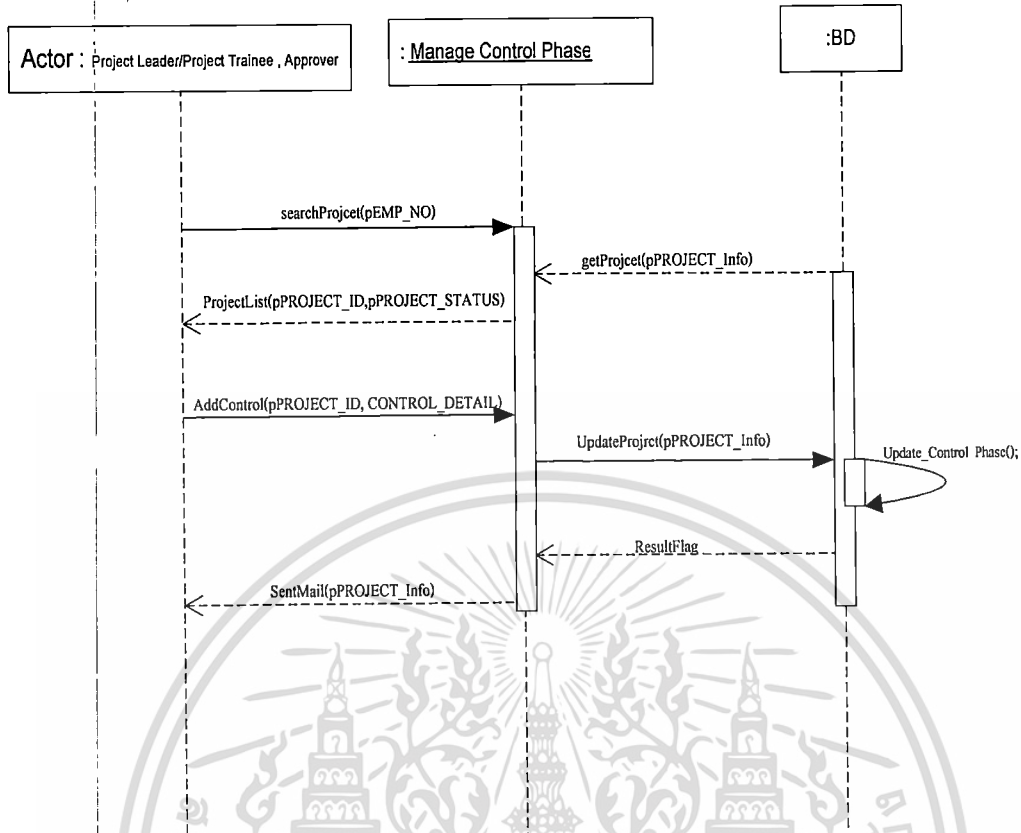 Actor : Project Leader/Project Trainee , Approver
: Manage Control Phase
:BD
searchProjcet(pEMP_NO)
getProjcet(pPROJECT_Info)
ProjectList(pPROJECT_ID,pPROJECT_STATUS)
AddControl(pPROJECT_ID, CONTROL_DETAIL)
UpdateProjrct(pPROJECT_Info)
Update_Control Phase();
ResultFlag
SentMail(pPROJECT_Info)